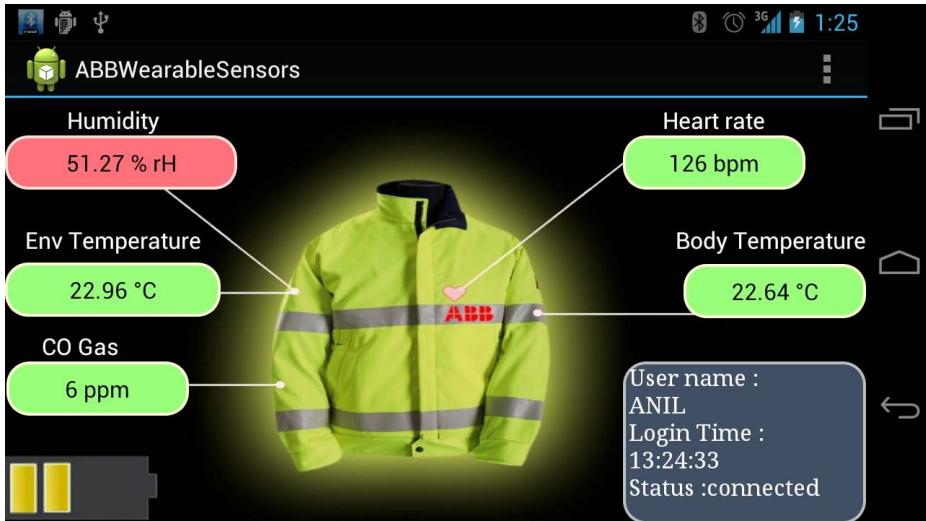 3G 1:25
ABBWearableSensors
Humidity
51.27 % rH
Heart rate
126 bpm
Env Temperature
22.96 °C
Body Temperature
22.64 °C
ABB
CO Gas
6 ppm
User name :
ANIL
Login Time :
13:24:33
Status :connected